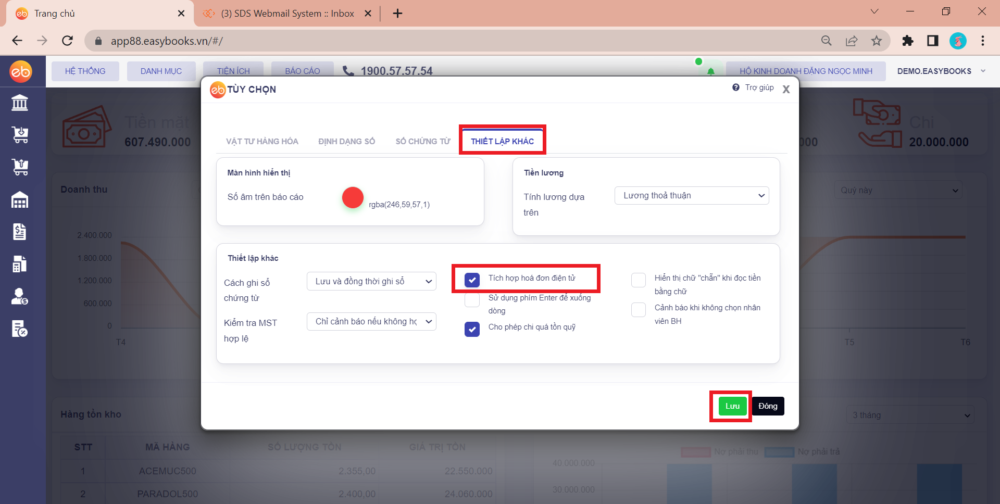 Trang chủ
(3) SDS Webmail System :: Inbox
app88.easybooks.vn/#/
eb
HỆ THỐNG
DANH MỤC
TIỆN ÍCH
BÁO CÁO
1900.57.57.54
HỘ KINH DOANH ĐẶNG NGỌC MINH
DEMO.EASYBOOKS
eb TÙY CHỌN
Trợ giúp
X
Tiền mặt
607.490.000
000
Chi
20.000.000
VẬT TƯ HÀNG HÓA
ĐỊNH DẠNG SỐ
SỐ CHỨNG TỪ
THIẾT LẬP KHÁC
Màn hình hiển thị
Số âm trên báo cáo
rgba(246,59,57,1)
Tiền lương
Tính lương dựa
trên
Lương thoả thuận
Thiết lập khác
Cách ghi sổ
chứng từ
Lưu và đồng thời ghi sổ
Kiểm tra MST
hợp lệ
Chỉ cảnh báo nếu không hợ
Tích hợp hoá đơn điện tử
Sử dụng phím Enter để xuống
dòng
Cho phép chi quá tồn quỹ
Hiển thị chữ "chẵn" khi đọc tiền
bằng chữ
Cảnh báo khi không chọn nhân
viên BH
Lưu
Đóng
Doanh thu
Quý này
2.400.000
1.800.000
1.200.000
600.000
0
T4
T5
T6
Hàng tồn kho
3 tháng
STT
MÃ HÀNG
SỐ LƯỢNG TỒN
GIÁ TRỊ TỒN
1
ACEMUC500
2.355,00
22.550.000
2
PARADOL500
2.400,00
24.060.000
Nợ phải thu
Nợ phải trả
40.000.000
30.000.000